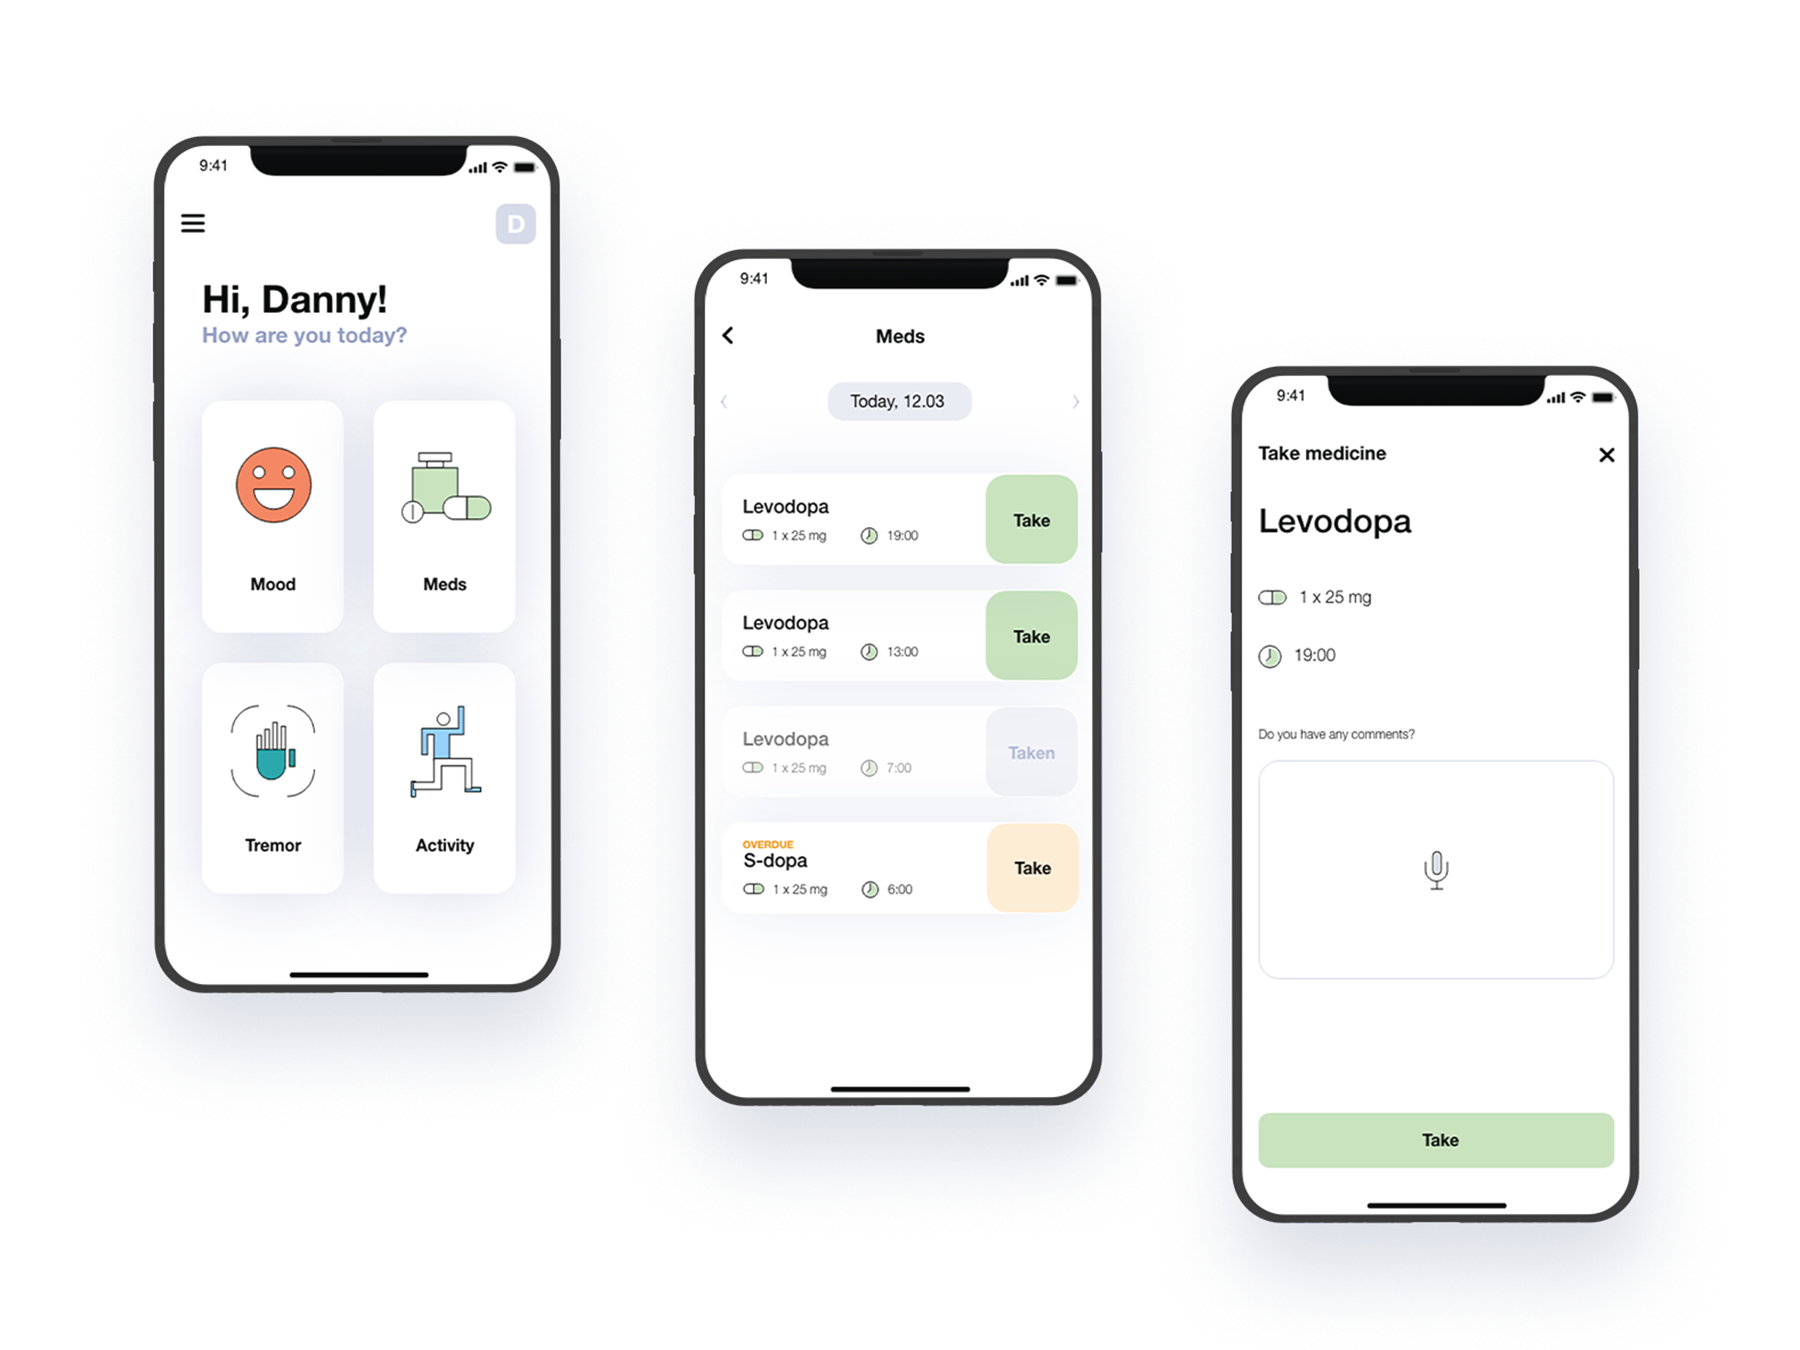 9:41
D
Hi, Danny!
How are you today?
Mood
Meds
Tremor
Activity
9:41
Meds
Today, 12.03
Levodopa
1 x 25 mg
19:00
Take
Levodopa
1 x 25 mg
13:00
Take
Levodopa
1 x 25 mg
7:00
Taken
OVERDUE
S-dopa
1 x 25 mg
6:00
Take
9:41
Take medicine
Levodopa
1 x 25 mg
19:00
Do you have any comments?
Take